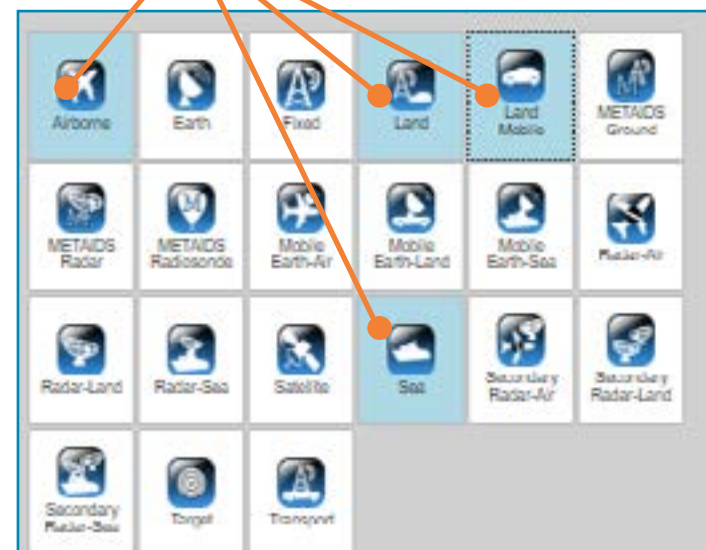 Airborne
Earth
Fixed
Land
Land
Mobile
METAIDS
Ground
METAIDS
Radar
METAIDS
Radiosonde
Mobile
Earth-Air
Mobile
Earth-Land
Mobile
Earth-Sea
Radar-Air
Radar-Land
Radar-Sea
Satellite
Sea
Secondary
Radar-Air
Secondary
Radar-Land
Secondary
Radar-Sea
Target
Transport